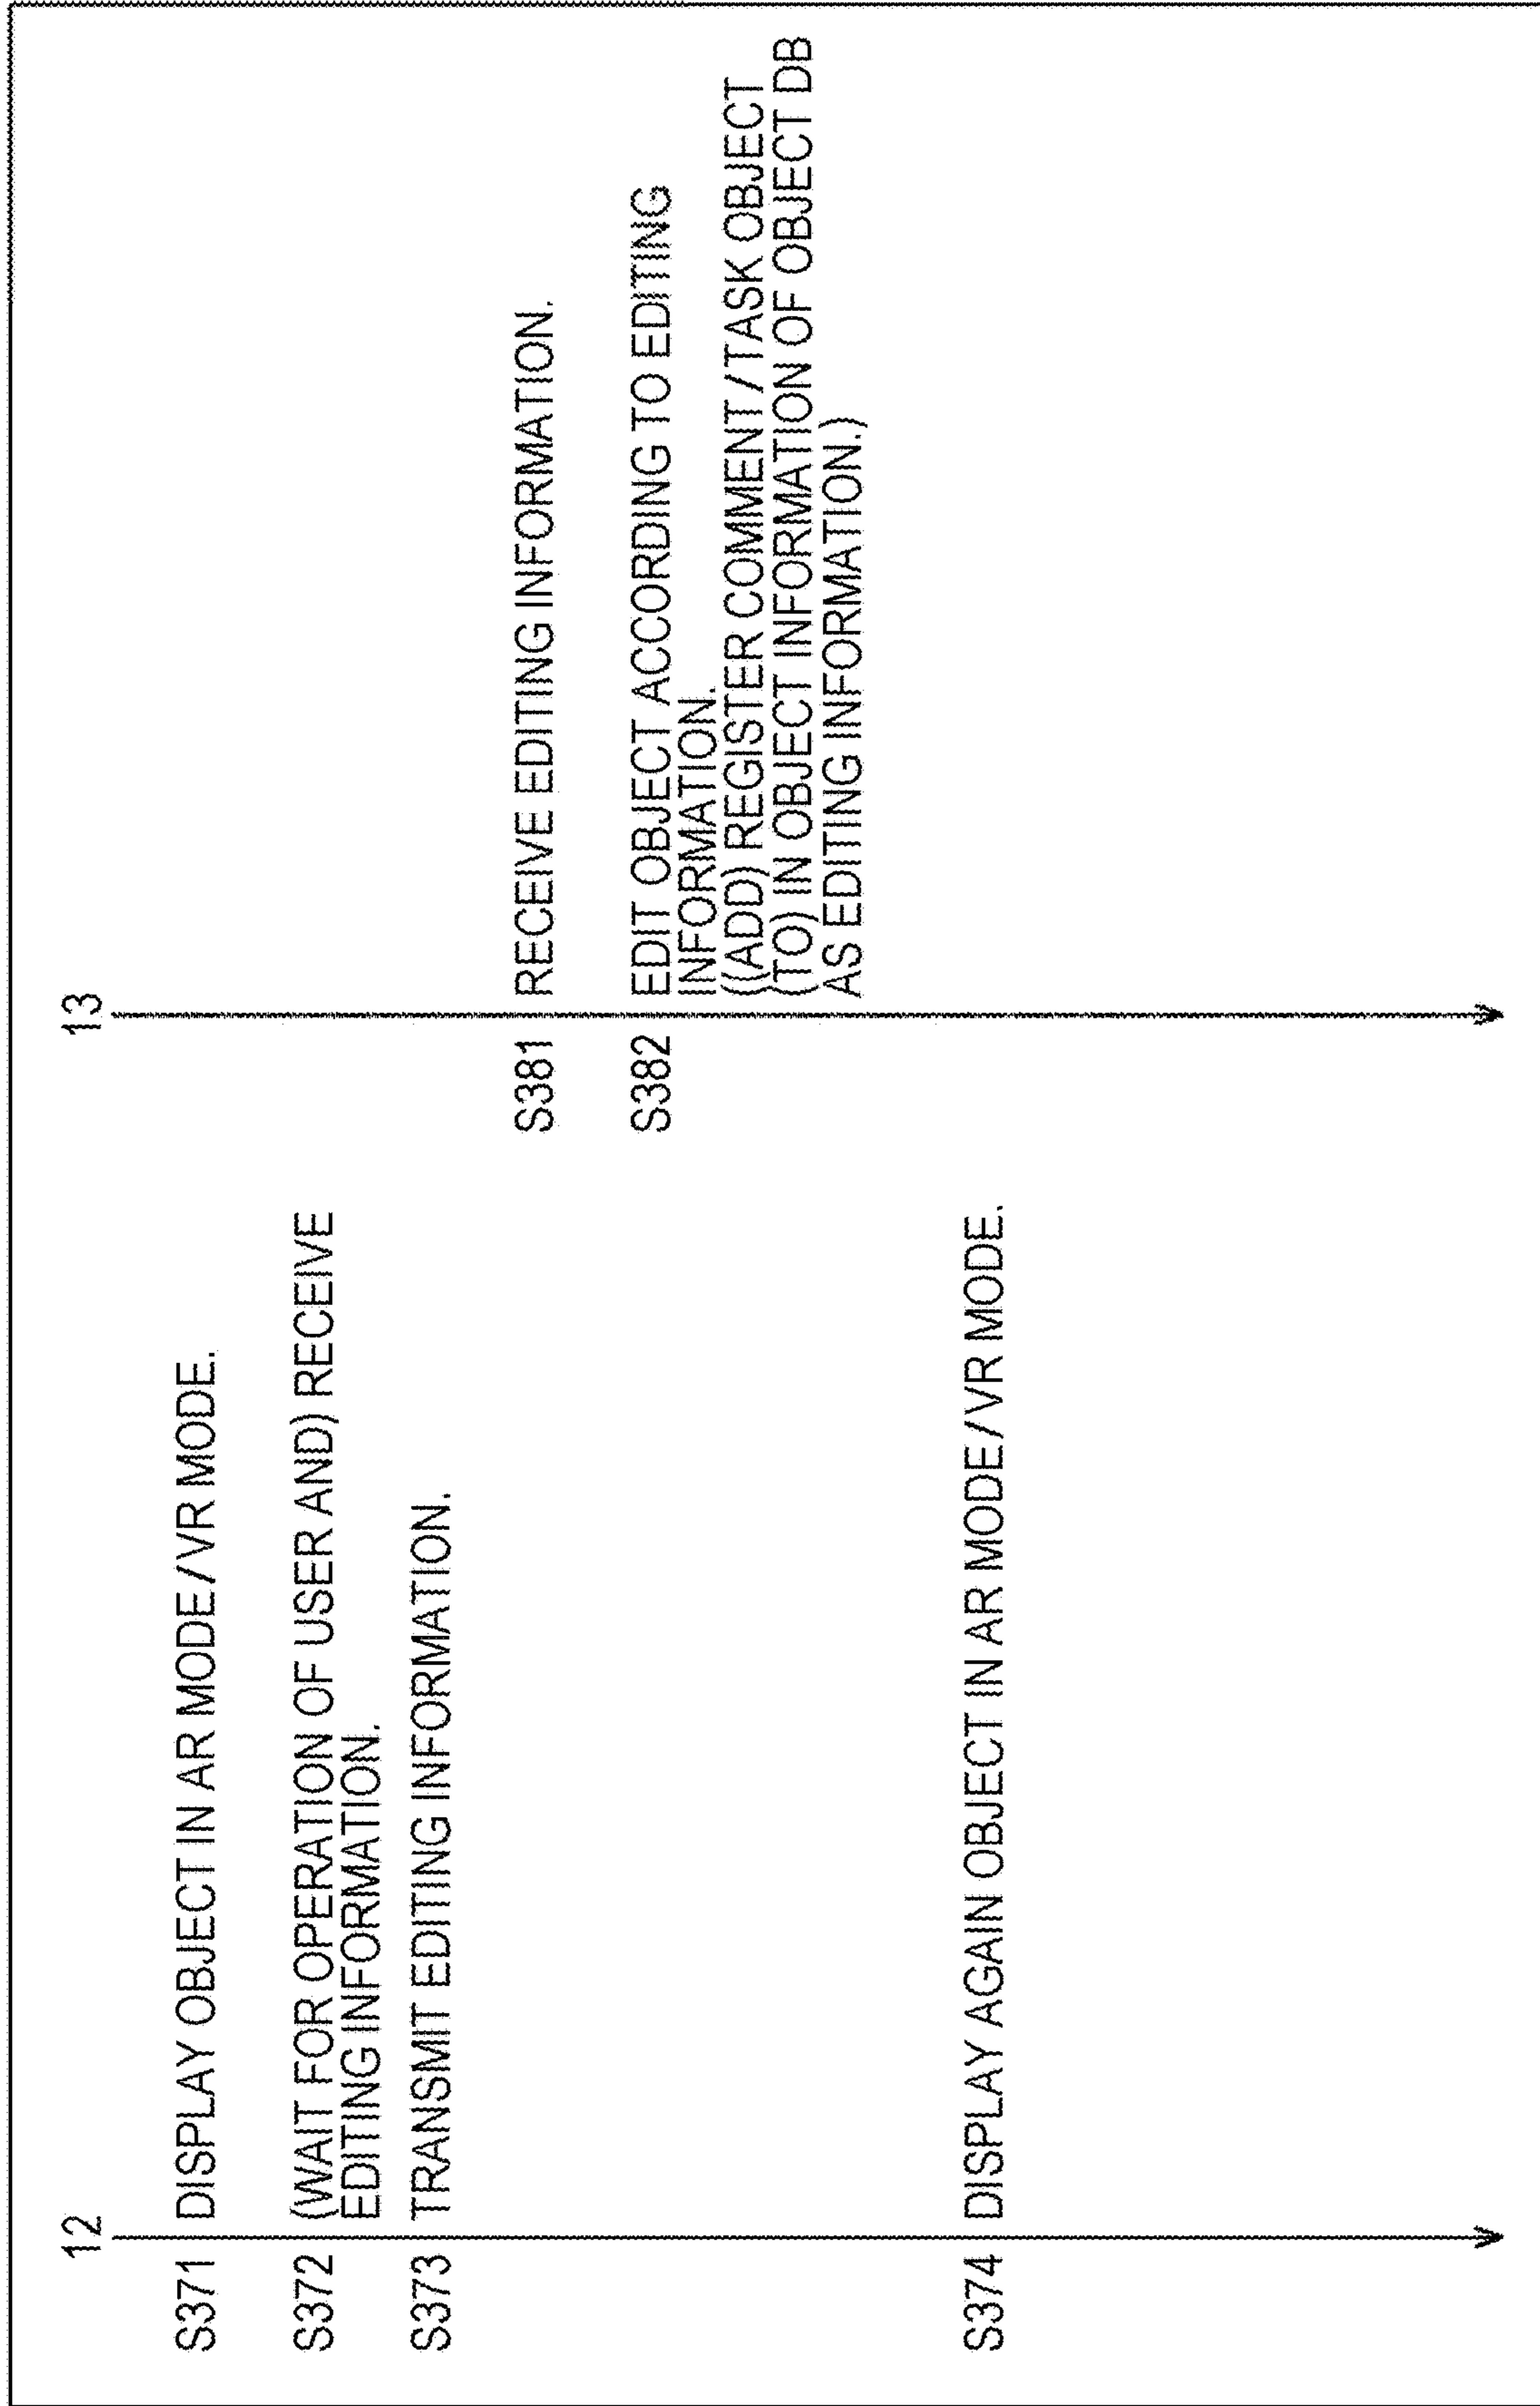 12
S371 DISPLAY OBJECT IN AR MODE/VR MODE.
S372 (WAIT FOR OPERATION OF USER AND) RECEIVE
EDITING INFORMATION.
S373 TRANSMIT EDITING INFORMATION.
S374 DISPLAY AGAIN OBJECT IN AR MODE/VR MODE.
13
S381 RECEIVE EDITING INFORMATION.
S382 EDIT OBJECT ACCORDING TO EDITING
INFORMATION.
((ADD) REGISTER COMMENT/TASK OBJECT
(TO) IN OBJECT INFORMATION OF OBJECT DB
AS EDITING INFORMATION.)